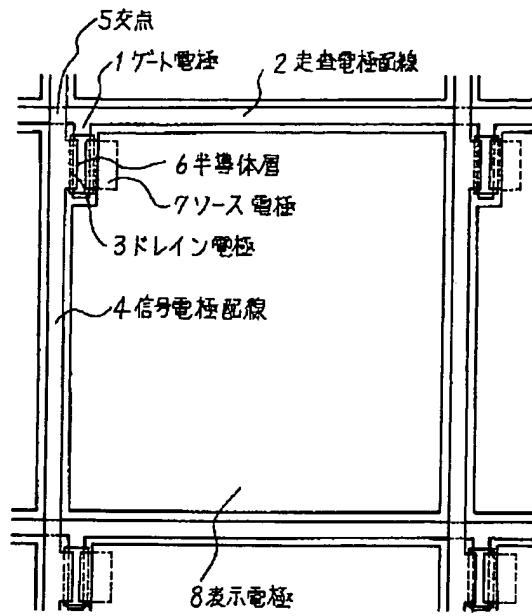 5交点
1ゲート電極
2走査電極配線
6半導体層
7ソース電極
3ドレイン電極
4信号電極配線
8表示電極